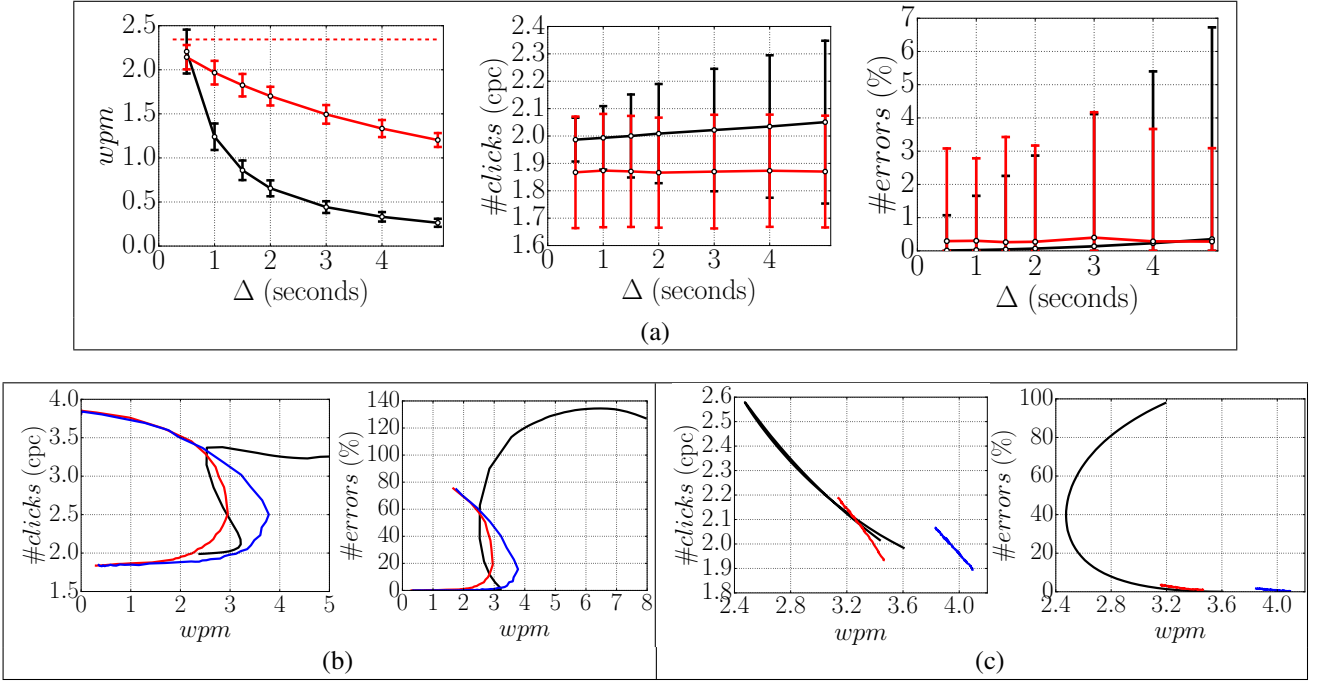 wpm
2.5
2.0
1.5
1.0
0.5
0.0
0 1 2 3 4
Δ (seconds)
#clicks (cpc)
2.4
2.3
2.2
2.1
2.0
1.9
1.8
1.7
1.6
0 1 2 3 4 5
Δ (seconds)
#errors (%)
7
6
5
4
3
2
1
0
0 1 2 3 4 5
Δ (seconds)
(a)
#clicks (cpc)
4.0
3.5
3.0
2.5
2.0
1.5
0 1 2 3 4 5
wpm
#errors (%)
140
120
100
80
60
40
20
0
0 1 2 3 4 5 6 7 8
wpm
(b)
#clicks (cpc)
2.6
2.5
2.4
2.3
2.2
2.1
2.0
1.9
1.8
2.4 2.8 3.2 3.6 4.0
wpm
#errors (%)
100
80
60
40
20
0
2.4 2.8 3.2 3.6 4.0
wpm
(c)